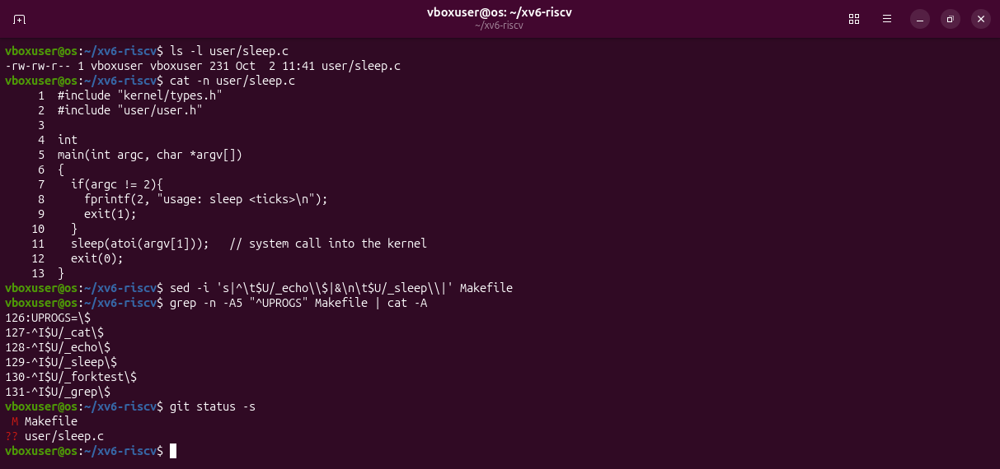 vboxuser@os: ~/xv6-riscv
~/xv6-riscv
vboxuser@os:~/xv6-riscv$ ls -l user/sleep.c
-rw-rw-r-- 1 vboxuser vboxuser 231 Oct  2 11:41 user/sleep.c
vboxuser@os:~/xv6-riscv$ cat -n user/sleep.c
     1	#include "kernel/types.h"
     2	#include "user/user.h"
     3
     4	int
     5	main(int argc, char *argv[])
     6	{
     7	  if(argc != 2){
     8	    fprintf(2, "usage: sleep <ticks>\n");
     9	    exit(1);
    10	  }
    11	  sleep(atoi(argv[1]));   // system call into the kernel
    12	  exit(0);
    13	}
vboxuser@os:~/xv6-riscv$ sed -i 's|^\t$U/_echo\\$|&\n\t$U/_sleep\\|' Makefile
vboxuser@os:~/xv6-riscv$ grep -n -A5 "^UPROGS" Makefile | cat -A
126:UPROGS=\$
127-^I$U/_cat\$
128-^I$U/_echo\$
129-^I$U/_sleep\$
130-^I$U/_forktest\$
131-^I$U/_grep\$
vboxuser@os:~/xv6-riscv$ git status -s
 M Makefile
?? user/sleep.c
vboxuser@os:~/xv6-riscv$